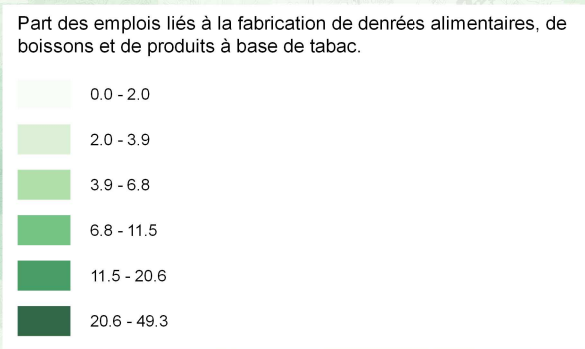 Part des emplois liés à la fabrication de denrées alimentaires, de
boissons et de produits à base de tabac.
0.0 - 2.0
2.0 - 3.9
3.9 - 6.8
6.8 - 11.5
11.5 - 20.6
20.6 - 49.3